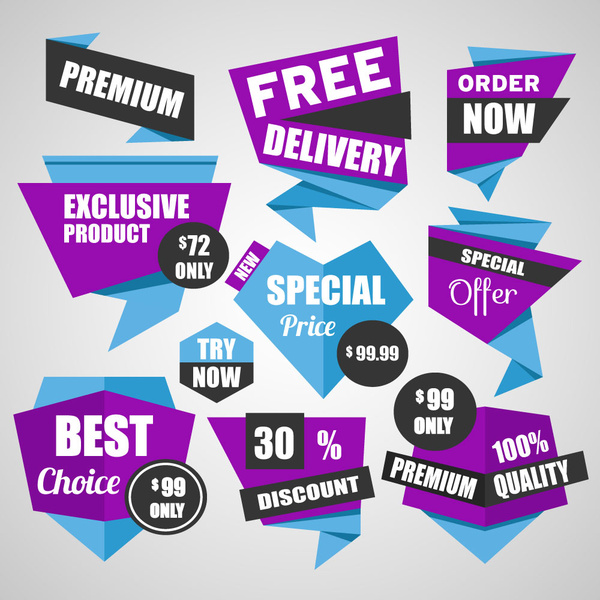 PREMIUM
FREE
DELIVERY
ORDER
NOW
EXCLUSIVE
PRODUCT
$72
ONLY
NEW
SPECIAL
Price
$99.99
SPECIAL
Offer
TRY
NOW
BEST
Choice
$99
ONLY
30 %
DISCOUNT
$99
ONLY
100%
PREMIUM QUALITY